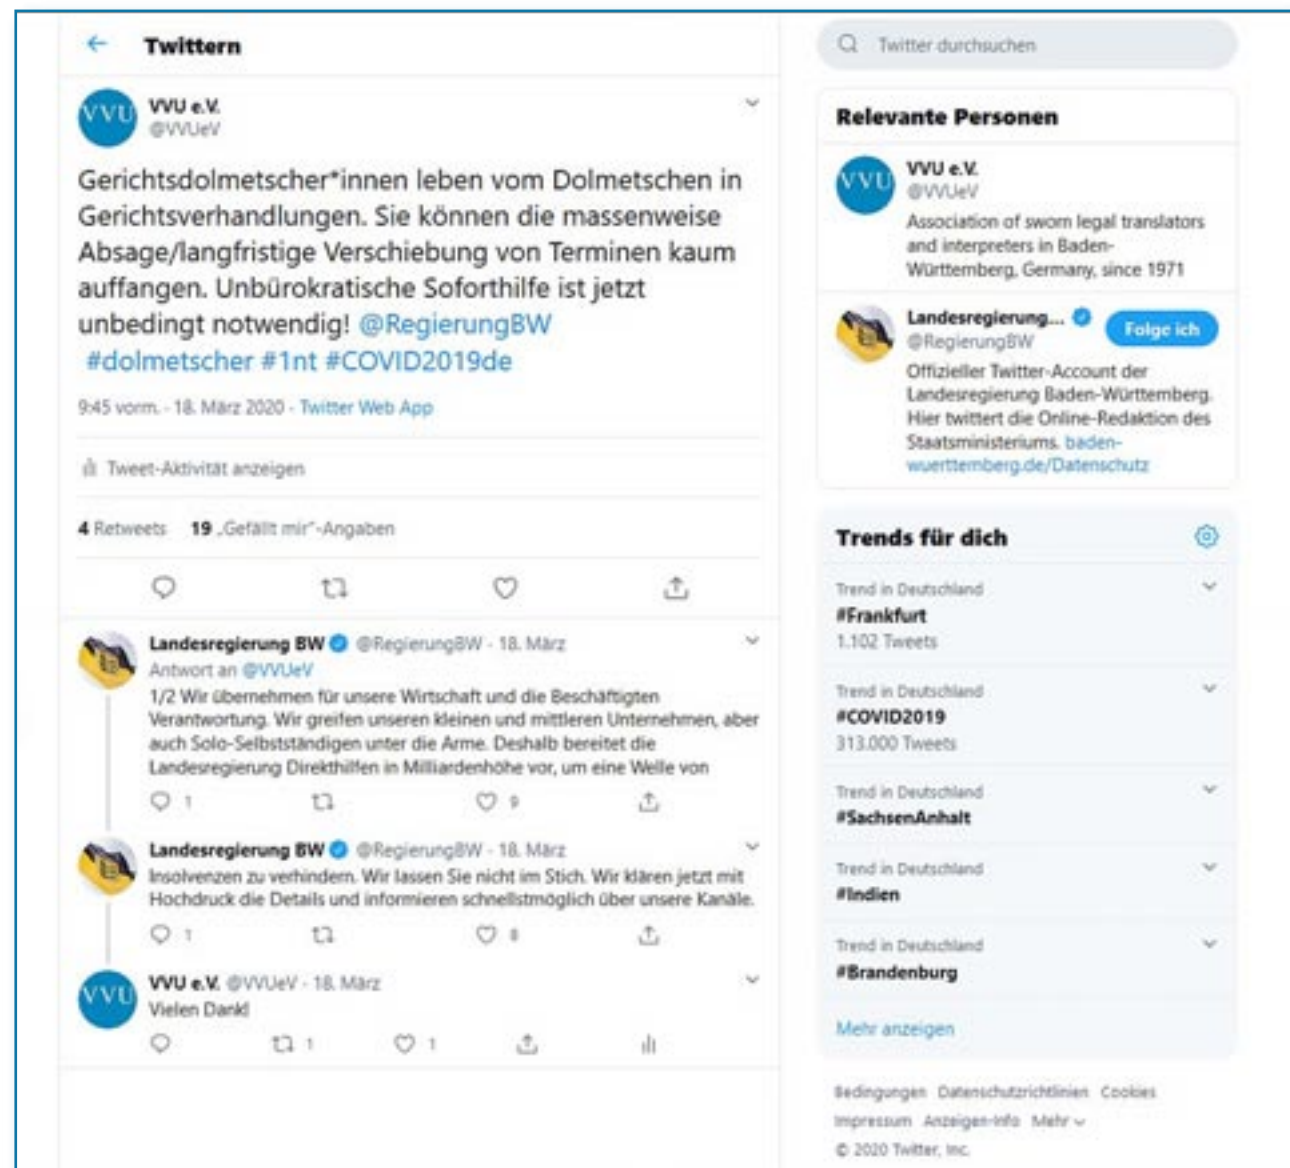 Twittern
VVU
VVU e.V.
@VVUeV
Gerichtsdolmetscher*innen leben vom Dolmetschen in
Gerichtsverhandlungen. Sie können die massenweise
Absage/langfristige Verschiebung von Terminen kaum
auffangen. Unbürokratische Soforthilfe ist jetzt
unbedingt notwendig! @RegierungBW
#dolmetscher #1nt #COVID2019de
9:45 vorm. · 18. März 2020 · Twitter Web App
Tweet-Aktivität anzeigen
4 Retweets 19 „Gefällt mir“-Angaben
Landesregierung BW @RegierungBW · 18. März
Antwort an @VVUeV
1/2 Wir übernehmen für unsere Wirtschaft und die Beschäftigten
Verantwortung. Wir greifen unseren kleinen und mittleren Unternehmen, aber
auch Solo-Selbstständigen unter die Arme. Deshalb bereitet die
Landesregierung Direkthilfen in Milliardenhöhe vor, um eine Welle von
1 9
Landesregierung BW @RegierungBW · 18. März
Insolvenzen zu verhindern. Wir lassen Sie nicht im Stich. Wir klären jetzt mit
Hochdruck die Details und informieren schnellstmöglich über unsere Kanäle.
1 8
VVU
VVU e.V. @VVUeV · 18. März
Vielen Dank!
1 1
Twitter durchsuchen
Relevante Personen
VVU
VVU e.V.
@VVUeV
Association of sworn legal translators
and interpreters in Baden-
Württemberg, Germany, since 1971
Landesregierung...
Folge ich
@RegierungBW
Offizieller Twitter-Account der
Landesregierung Baden-Württemberg.
Hier twittert die Online-Redaktion des
Staatsministeriums. baden-
wuerttemberg.de/Datenschutz
Trends für dich
Trend in Deutschland
#Frankfurt
1.102 Tweets
Trend in Deutschland
#COVID2019
313.000 Tweets
Trend in Deutschland
#SachsenAnhalt
Trend in Deutschland
#Indien
Trend in Deutschland
#Brandenburg
Mehr anzeigen
Bedingungen Datenschutzrichtlinien Cookies
Impressum Anzeigen-Info Mehr
© 2020 Twitter, Inc.